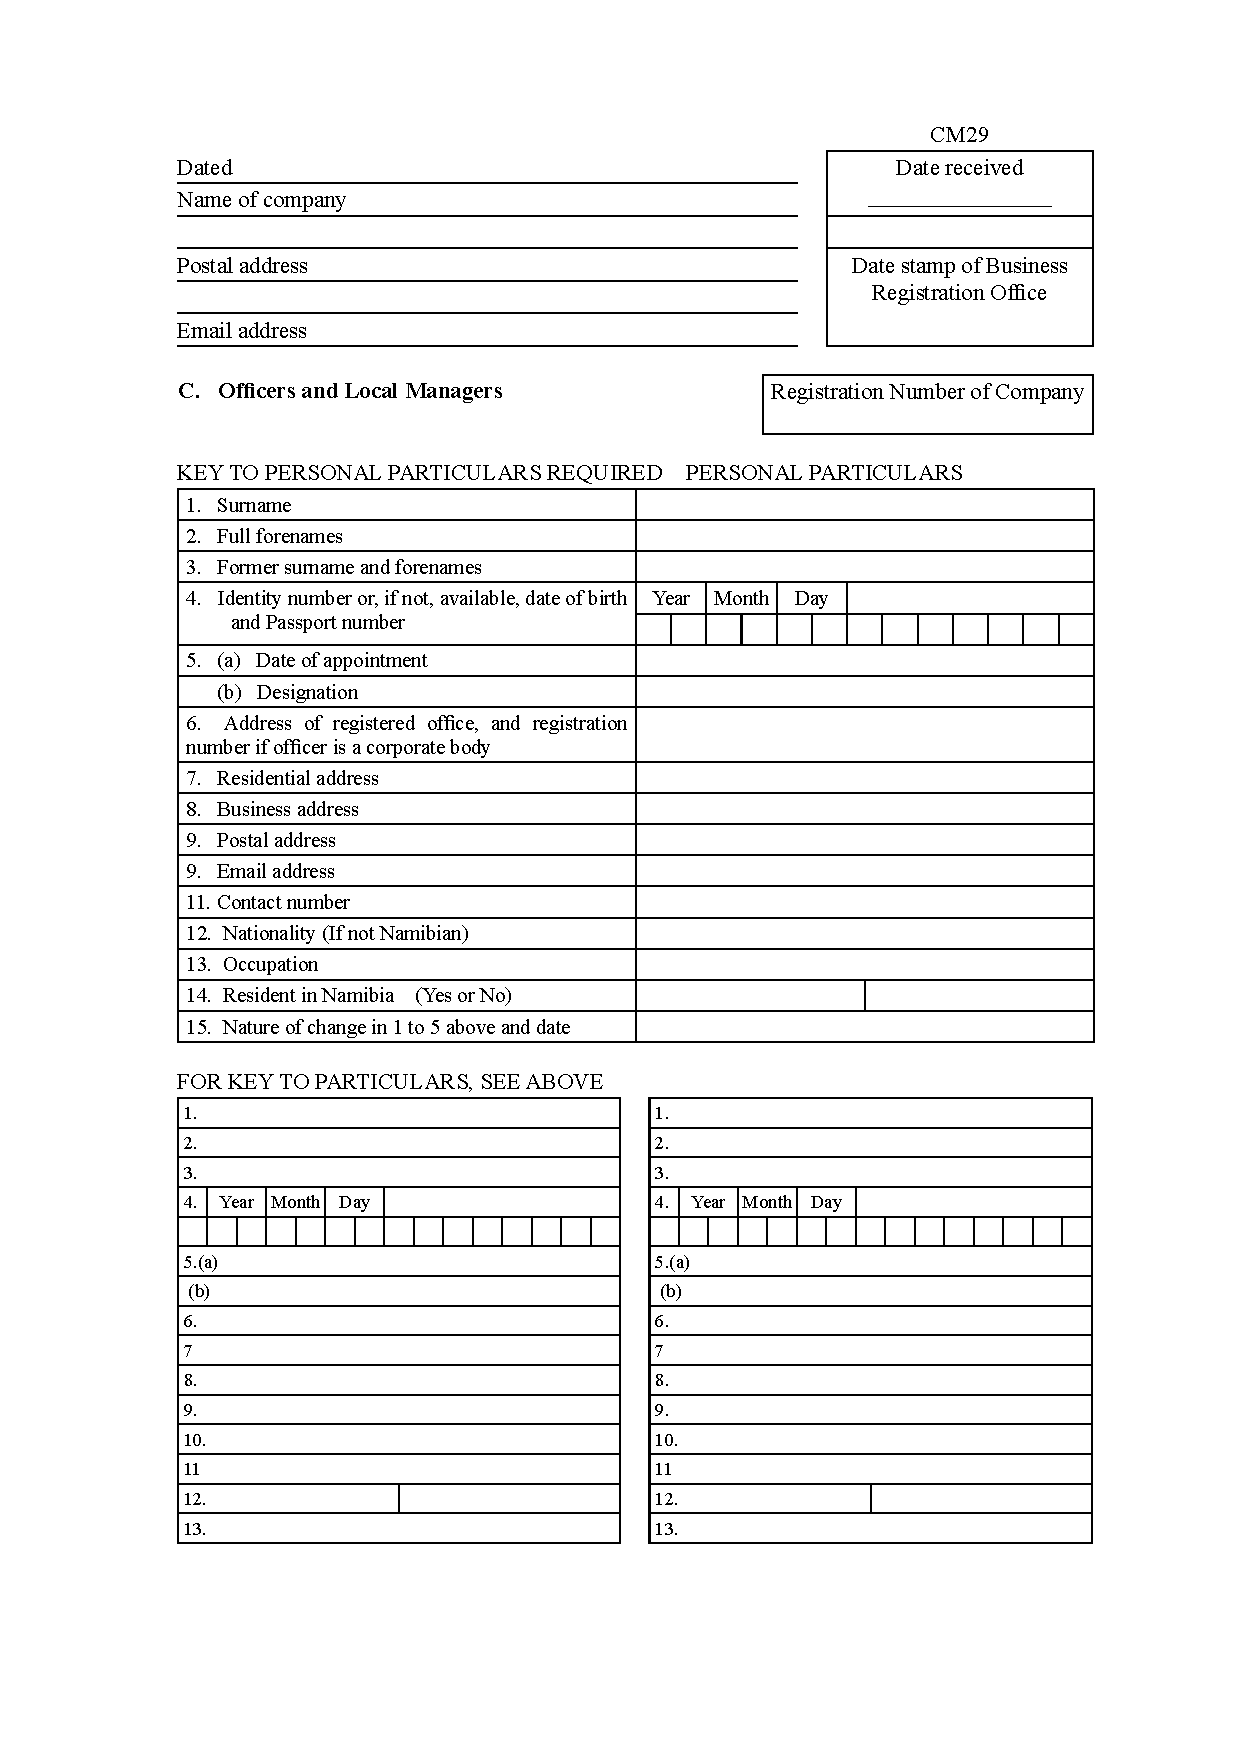 CM29
Dated
Name of company
Postal address
Email address
Date received
Date stamp of Business
Registration Office
C. Officers and Local Managers
Registration Number of Company
KEY TO PERSONAL PARTICULARS REQUIRED PERSONAL PARTICULARS
1. Surname
2. Full forenames
3. Former surname and forenames
4. Identity number or, if not, available, date of birth
and Passport number
Year Month Day
5. (a) Date of appointment
(b) Designation
6. Address of registered office, and registration
number if officer is a corporate body
7. Residential address
8. Business address
9. Postal address
9. Email address
11. Contact number
12. Nationality (If not Namibian)
13. Occupation
14. Resident in Namibia (Yes or No)
15. Nature of change in 1 to 5 above and date
FOR KEY TO PARTICULARS, SEE ABOVE
1.
2.
3.
4. Year Month Day
5.(a)
(b)
6.
7
8.
9.
10.
11
12.
13.
1.
2.
3.
4. Year Month Day
5.(a)
(b)
6.
7
8.
9.
10.
11
12.
13.